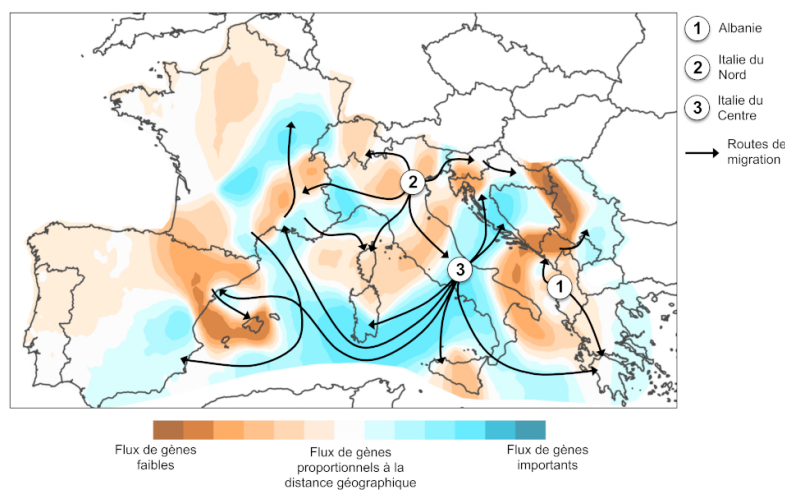 1 Albanie
2 Italie du
Nord
3 Italie du
Centre
Routes de
migration
2
3
1
Flux de gènes
faibles
Flux de gènes
proportionnels à la
distance géographique
Flux de gènes
importants